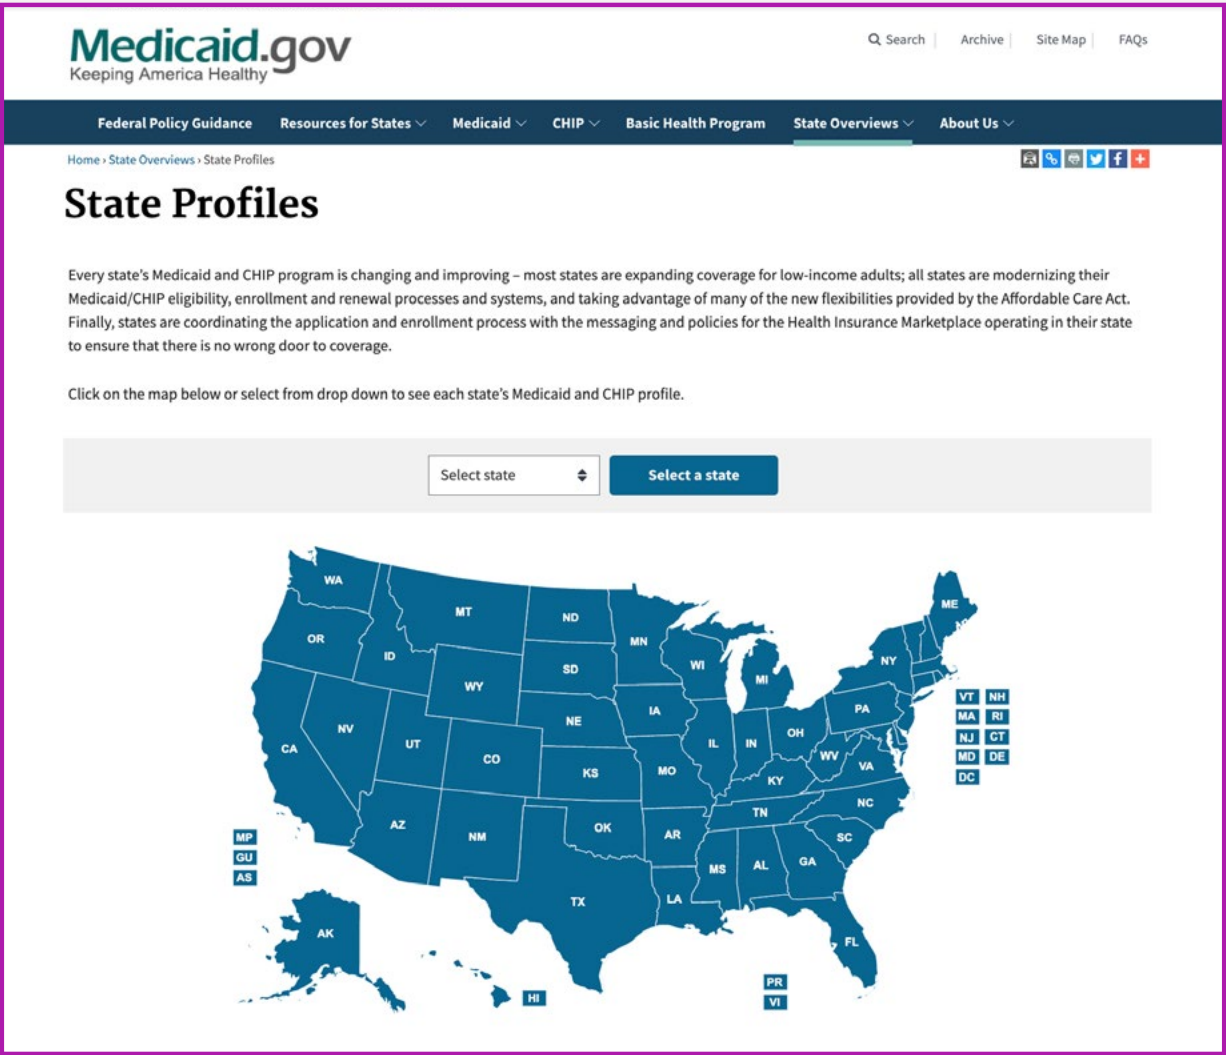 Medicaid.gov
Keeping America Healthy
Search
Archive
Site Map
FAQs
Federal Policy Guidance
Resources for States
Medicaid
CHIP
Basic Health Program
State Overviews
About Us
Home › State Overviews › State Profiles
State Profiles
Every state's Medicaid and CHIP program is changing and improving – most states are expanding coverage for low-income adults; all states are modernizing their
Medicaid/CHIP eligibility, enrollment and renewal processes and systems, and taking advantage of many of the new flexibilities provided by the Affordable Care Act.
Finally, states are coordinating the application and enrollment process with the messaging and policies for the Health Insurance Marketplace operating in their state
to ensure that there is no wrong door to coverage.
Click on the map below or select from drop down to see each state's Medicaid and CHIP profile.
Select state
Select a state
WA
MT
ND
ME
OR
MN
ID
SD
WI
NY
WY
MI
VT NH
NE
IA
PA
MA RI
NV
UT
IL
IN
OH
NJ CT
CA
CO
KS
MO
WV
VA
MD DE
KY
DC
AZ
NM
OK
AR
TN
NC
MP
SC
GU
MS
AL
GA
AS
TX
LA
AK
FL
HI
PR
VI